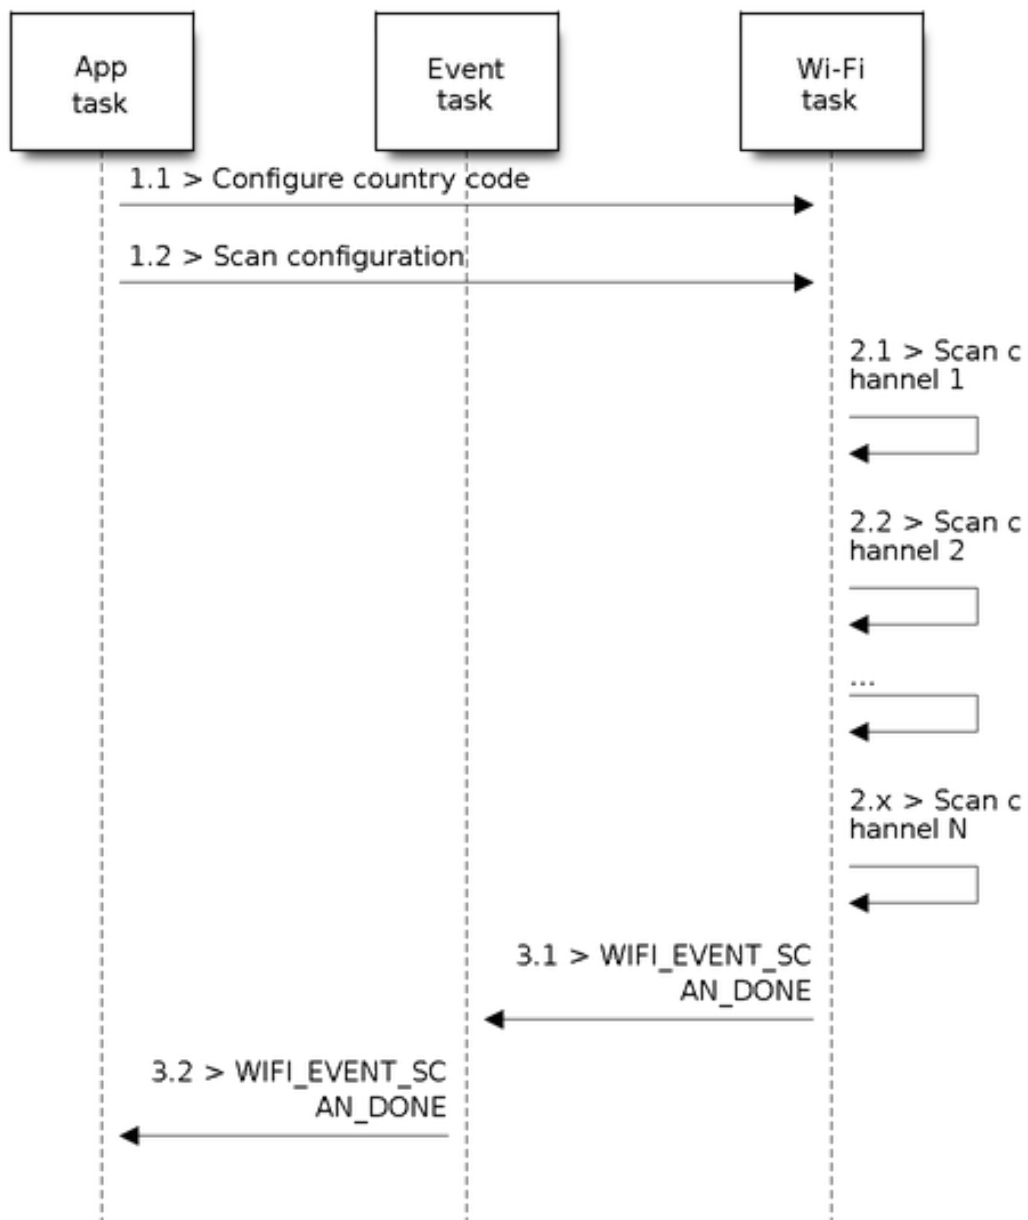 App
task
Event
task
Wi-Fi
task
1.1 > Configure country code
1.2 > Scan configuration
2.1 > Scan c
hannel 1
2.2 > Scan c
hannel 2
...
2.x > Scan c
hannel N
3.1 > WIFI_EVENT_SC
AN_DONE
3.2 > WIFI_EVENT_SC
AN_DONE